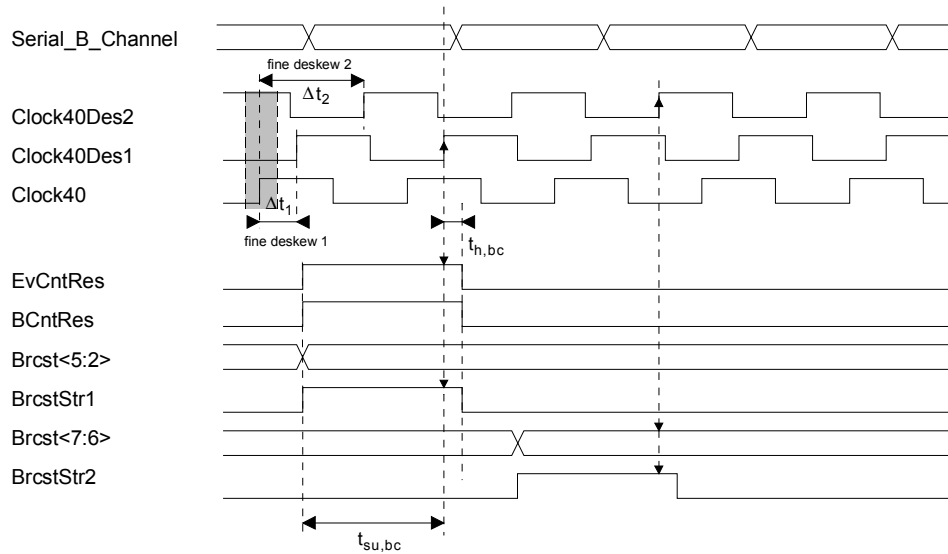 Serial_B_Channel
fine deskew 2
Δt2
Clock40Des2
Clock40Des1
Clock40
Δt1
fine deskew 1
th,bc
EvCntRes
BCntRes
Brcst<5:2>
BrcstStr1
Brcst<7:6>
BrcstStr2
tsu,bc